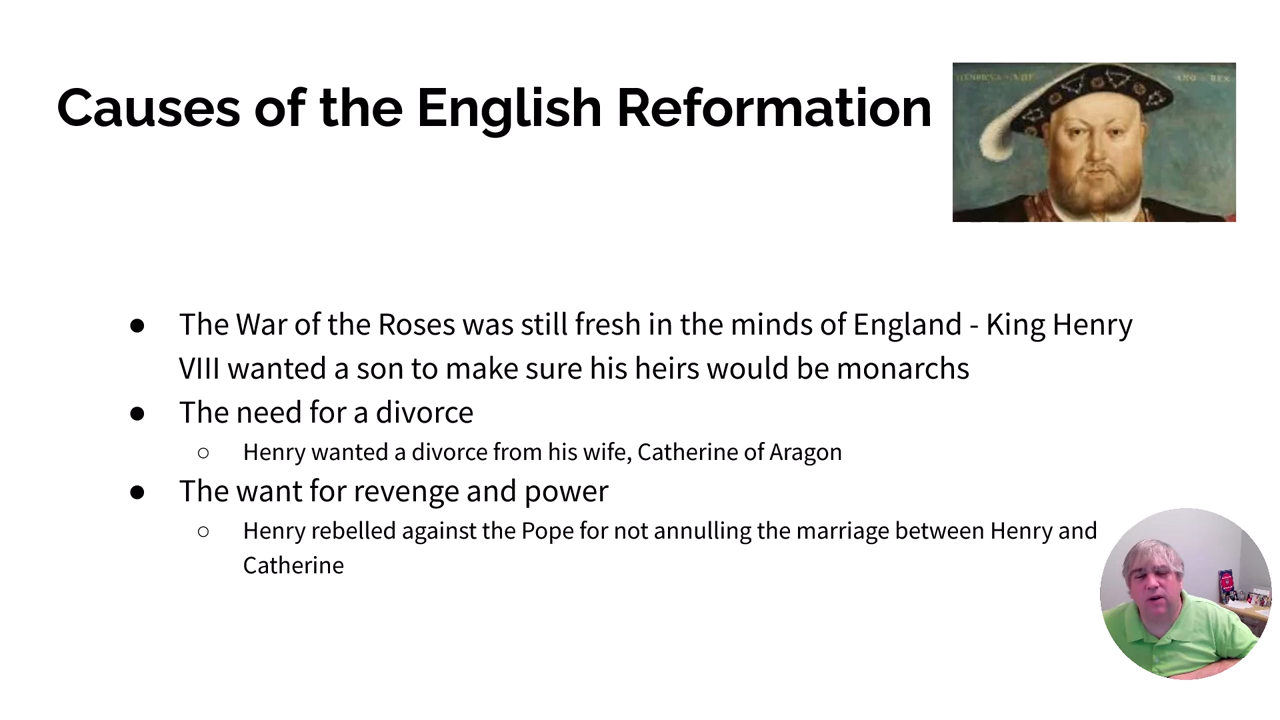 Causes of the English Reformation
● The War of the Roses was still fresh in the minds of England - King Henry
VIII wanted a son to make sure his heirs would be monarchs
● The need for a divorce
○ Henry wanted a divorce from his wife, Catherine of Aragon
● The want for revenge and power
○ Henry rebelled against the Pope for not annulling the marriage between Henry and
Catherine